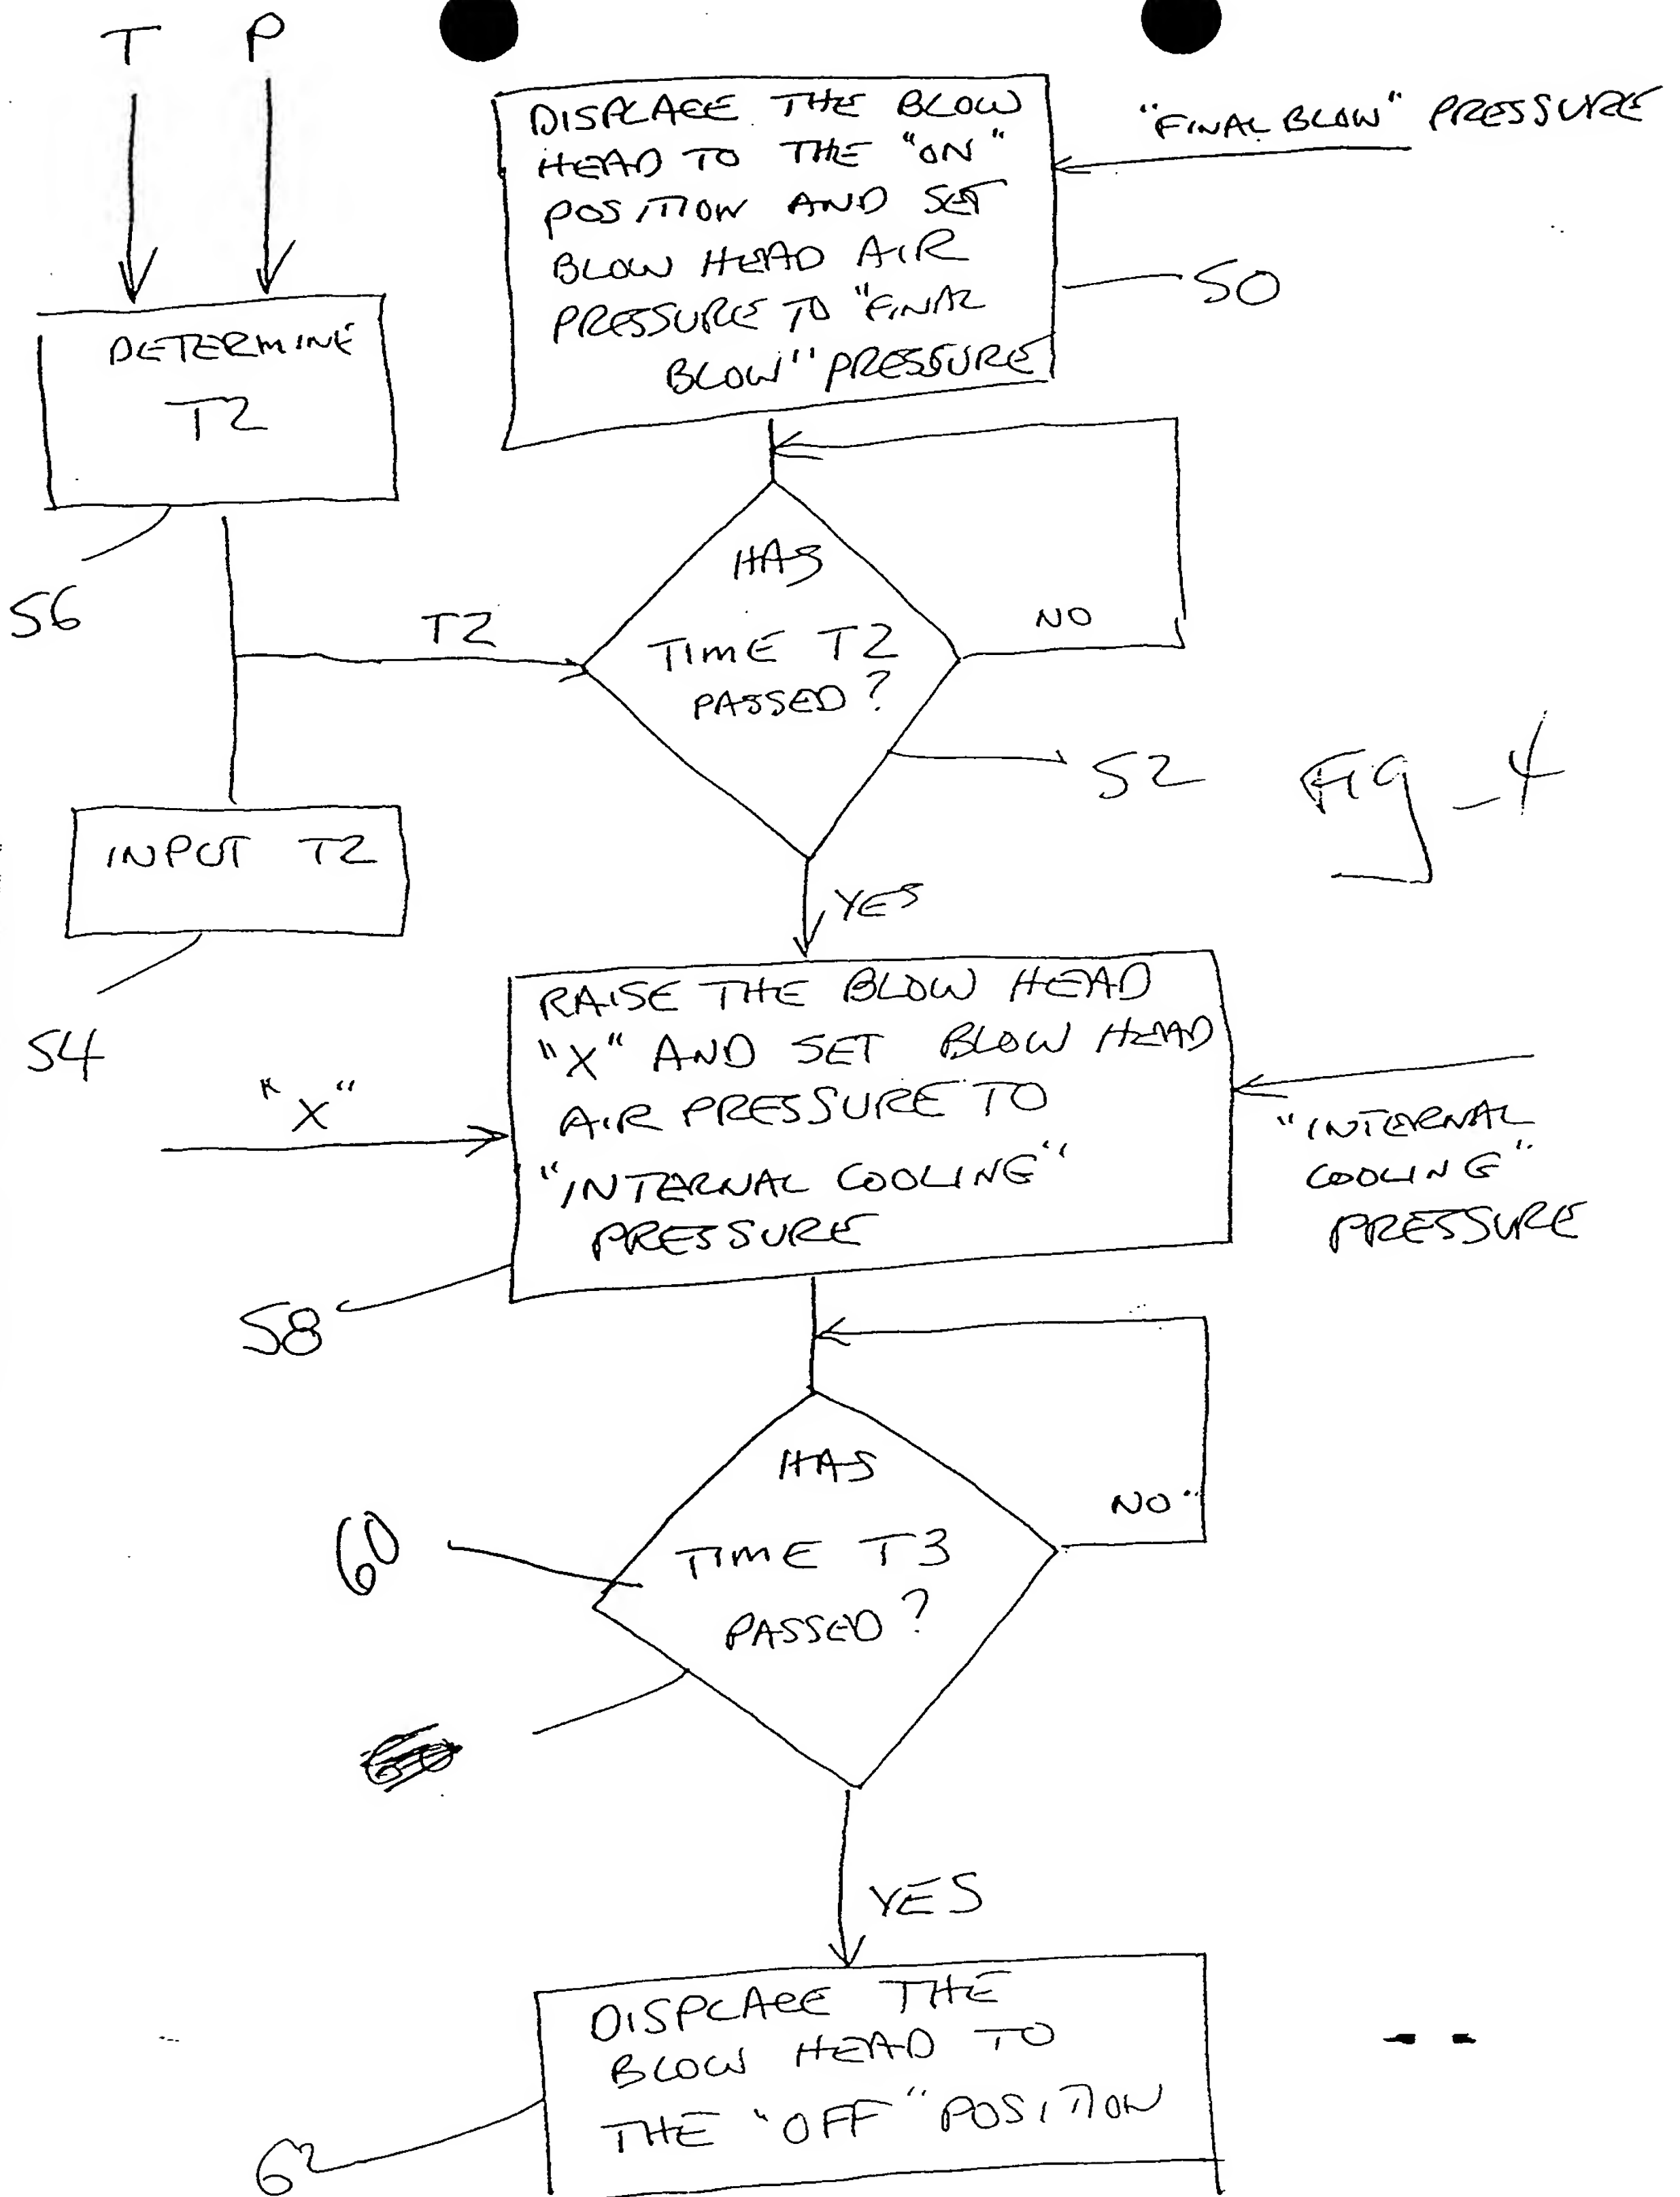 T P
DISPLACE THE BLOW
HEAD TO THE "ON"
POSITION AND SET
BLOW HEAD AIR
PRESSURE TO "FINAL
BLOW" PRESSURE
"FINAL BLOW" PRESSURE
50
DETERMINE
T2
56
T2
HAS
TIME T2
PASSED?
NO
52
Fig_4
INPUT T2
54
YES
RAISE THE BLOW HEAD
"X" AND SET BLOW HEAD
AIR PRESSURE TO
"INTERNAL COOLING"
PRESSURE
"X"
"INTERNAL
COOLING"
PRESSURE
58
HAS
TIME T3
PASSED?
NO
60
YES
DISPLACE THE
BLOW HEAD TO
THE "OFF" POSITION
62